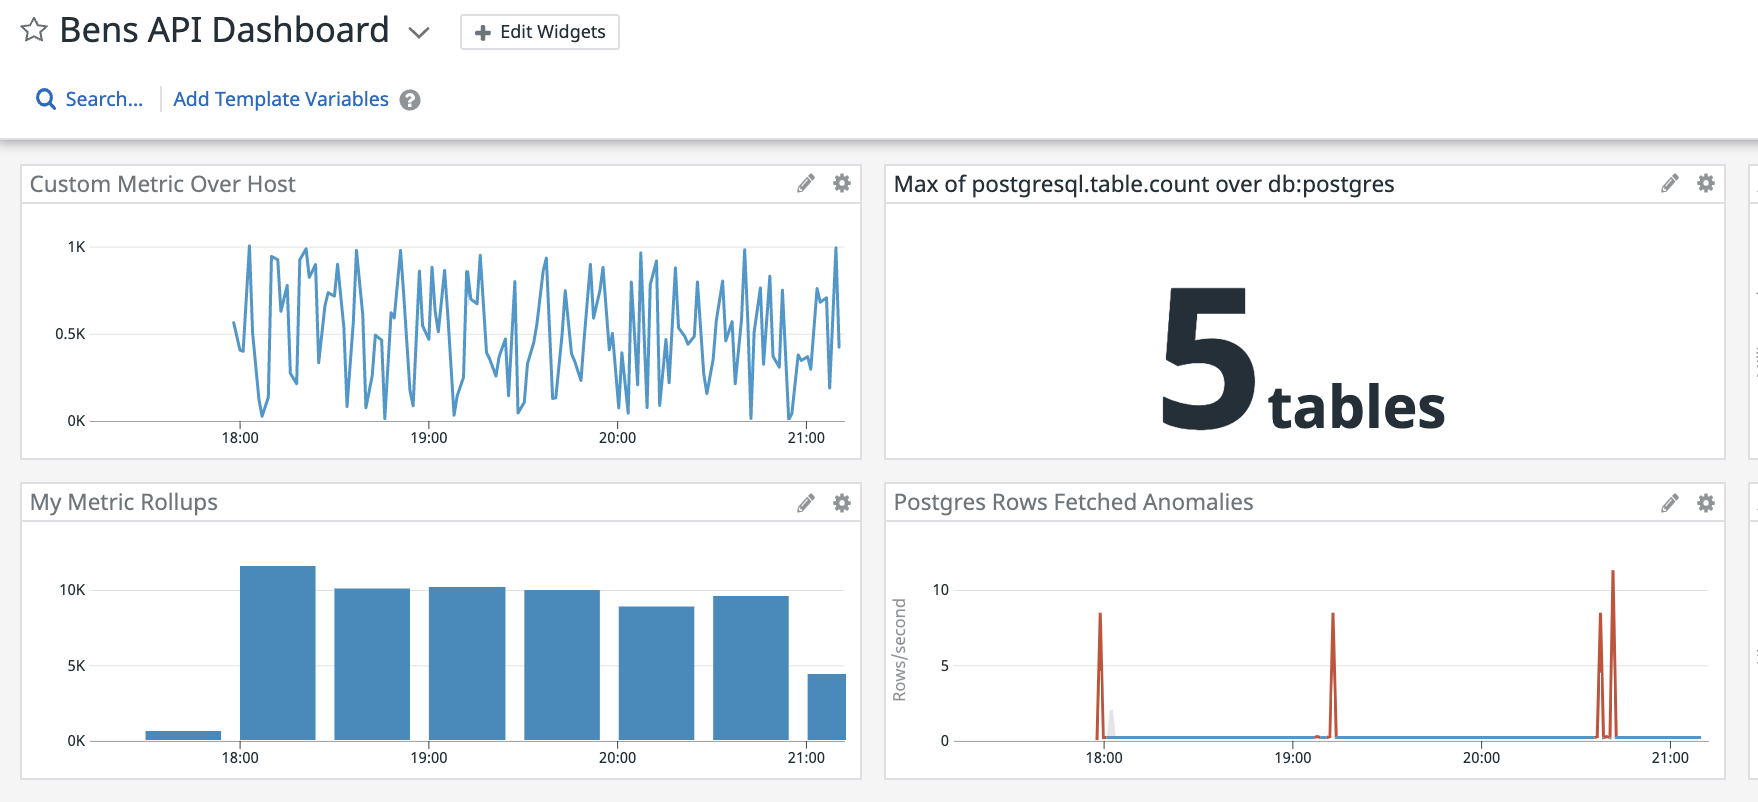 Bens API Dashboard
Edit Widgets
Search...
Add Template Variables
?
Custom Metric Over Host
1K
0.5K
0K
18:00 19:00 20:00 21:00
Max of postgresql.table.count over db:postgres
5 tables
My Metric Rollups
10K
5K
0K
18:00 19:00 20:00 21:00
Postgres Rows Fetched Anomalies
Rows/second
10
5
0
18:00 19:00 20:00 21:00